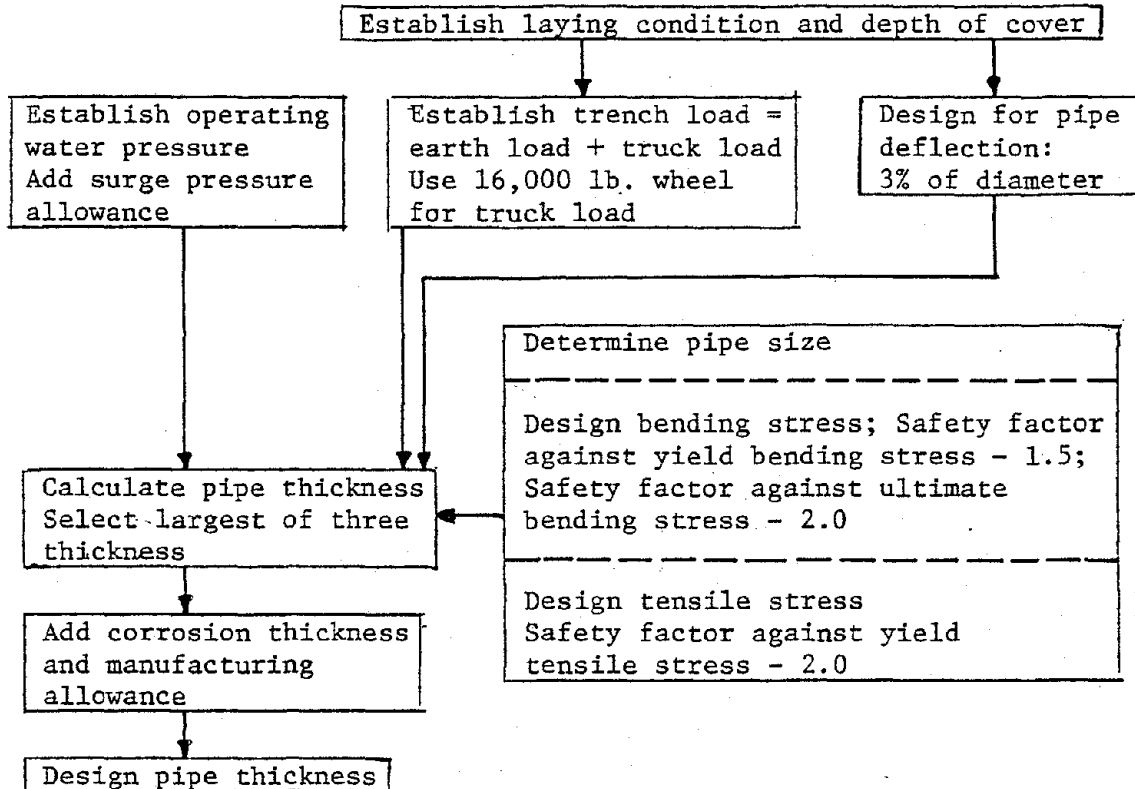 Establish laying condition and depth of cover
Establish operating
water pressure
Add surge pressure
allowance
Establish trench load =
earth load + truck load
Use 16,000 lb. wheel
for truck load
Design for pipe
deflection:
3% of diameter
Determine pipe size
Design bending stress; Safety factor
against yield bending stress - 1.5;
Safety factor against ultimate
bending stress - 2.0
Design tensile stress
Safety factor against yield
tensile stress - 2.0
Calculate pipe thickness
Select largest of three
thickness
Add corrosion thickness
and manufacturing
allowance
Design pipe thickness